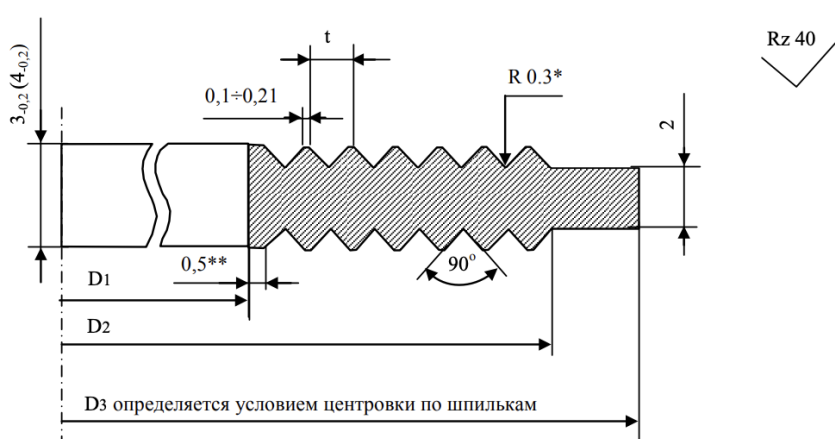 t
Rz 40
R 0.3*
0,1÷0,21
3-0,2 (4-0,2)
2
0,5**
90°
D1
D2
D3 определяется условием центровки по шпилькам